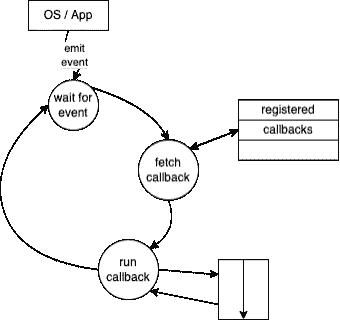 OS / App
emit
event
wait for
event
registered
callbacks
fetch
callback
run
callback